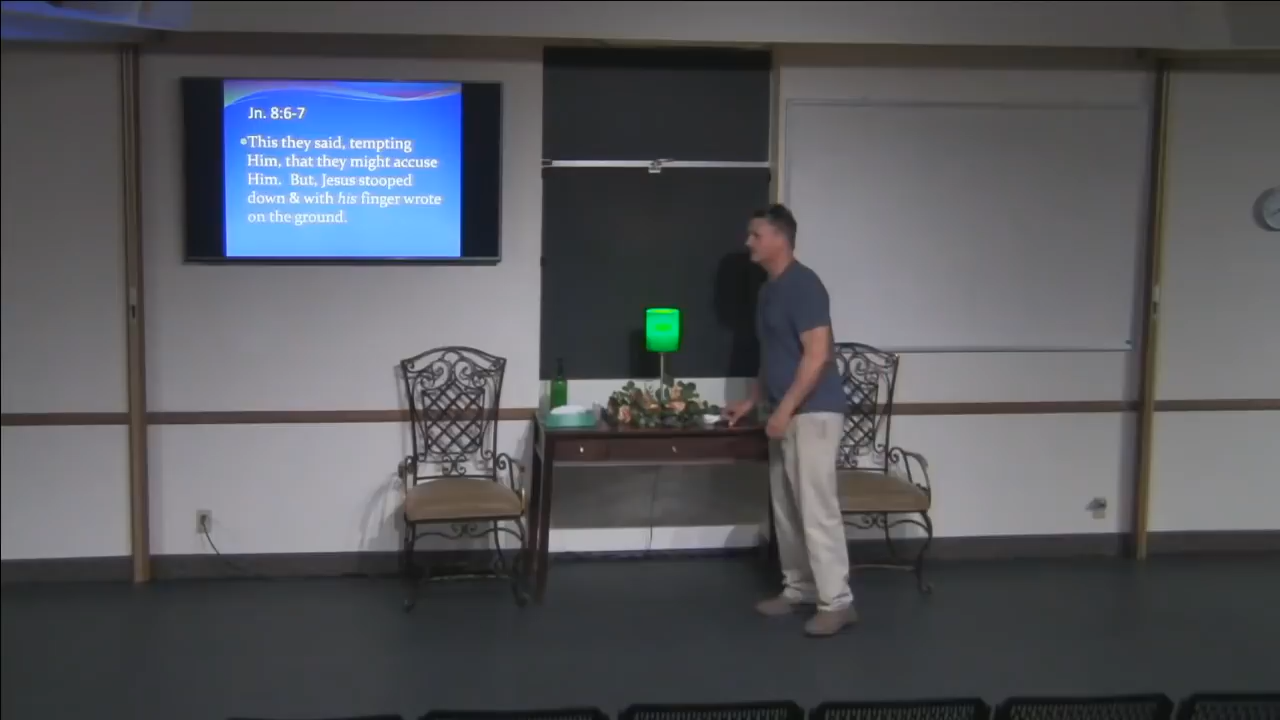 Jn. 8:6-7
This they said, tempting
Him, that they might accuse
Him. But, Jesus stooped
down & with his finger wrote
on the ground.